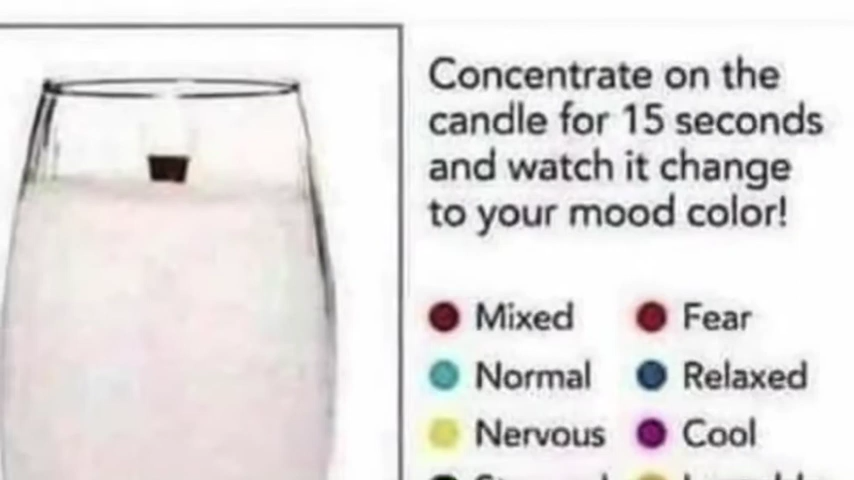 Concentrate on the
candle for 15 seconds
and watch it change
to your mood color!
Mixed Fear
Normal Relaxed
Nervous Cool